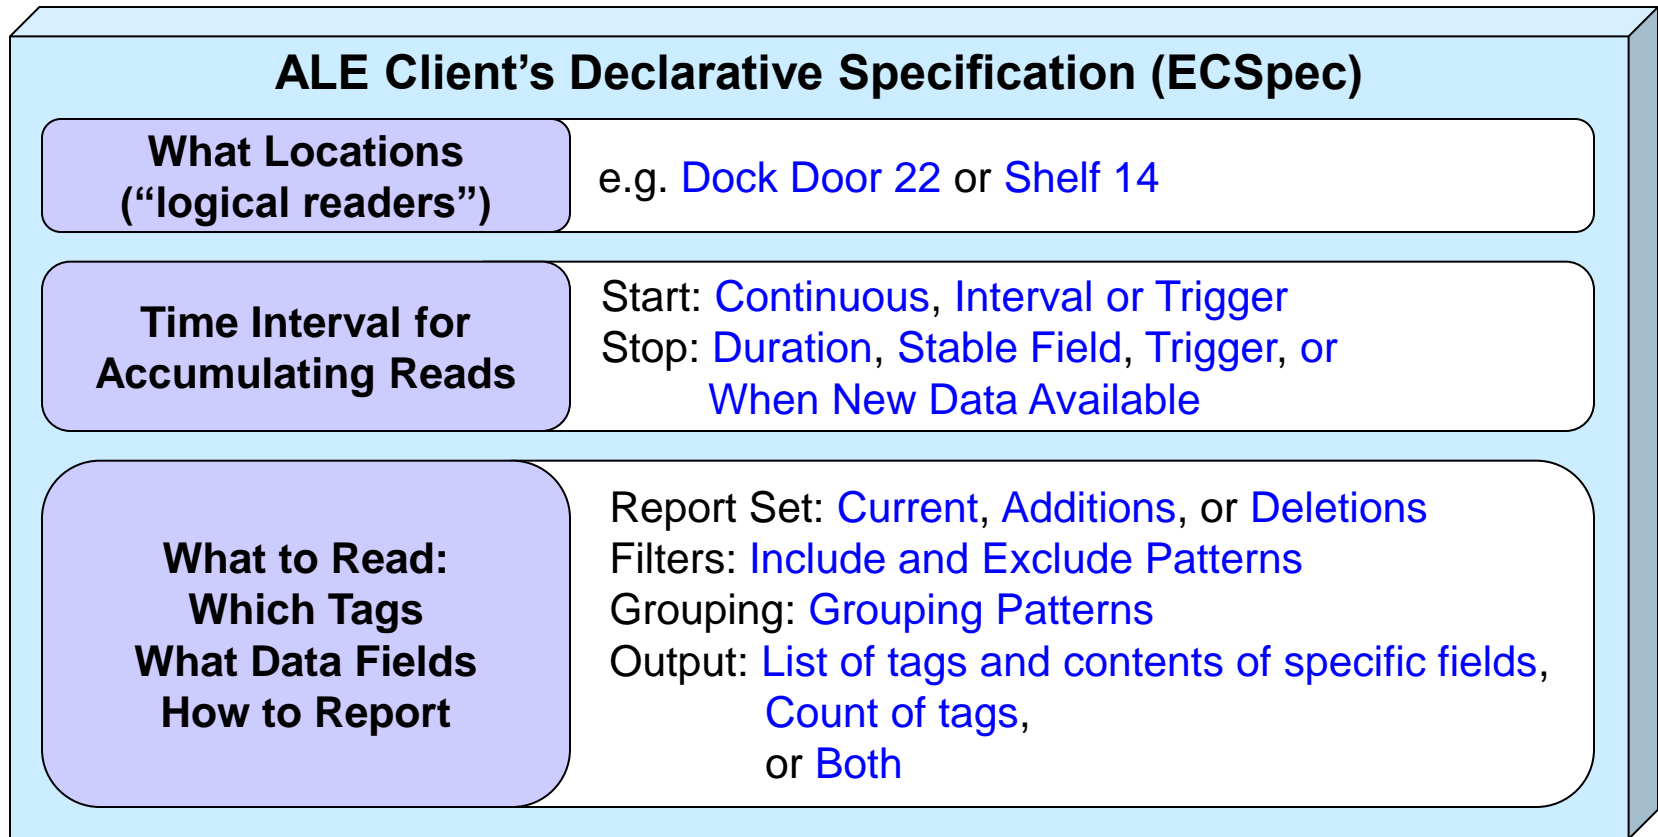 ALE Client’s Declarative Specification (ECSpec)
What Locations
(“logical readers”)
e.g. Dock Door 22 or Shelf 14
Time Interval for
Accumulating Reads
Start: Continuous, Interval or Trigger
Stop: Duration, Stable Field, Trigger, or
When New Data Available
What to Read:
Which Tags
What Data Fields
How to Report
Report Set: Current, Additions, or Deletions
Filters: Include and Exclude Patterns
Grouping: Grouping Patterns
Output: List of tags and contents of specific fields,
Count of tags,
or Both